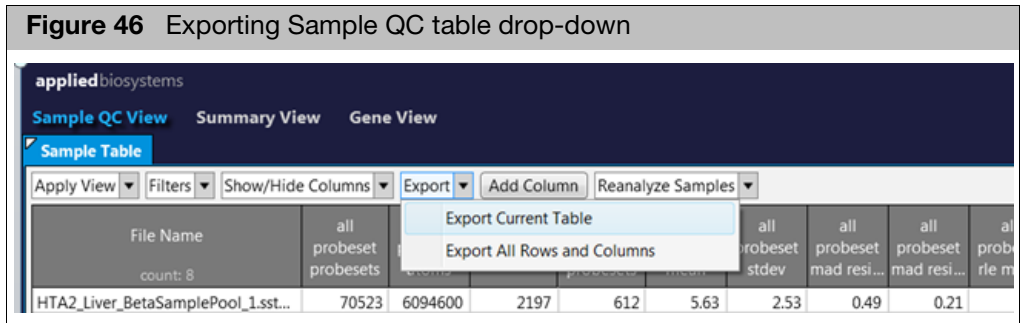 Figure 46 Exporting Sample QC table drop-down
appliedbiosystems
Sample QC View Summary View Gene View
Sample Table
Apply View Filters Show/Hide Columns Export Add Column Reanalyze Samples
Export Current Table
Export All Rows and Columns
File Name
count: 8
all probeset probesets
all probeset stdev
all probeset mad resi...
all probeset mad resi...
HTA2_Liver_BetaSamplePool_1.sst... 70523 6094600 2197 612 5.63 2.53 0.49 0.21